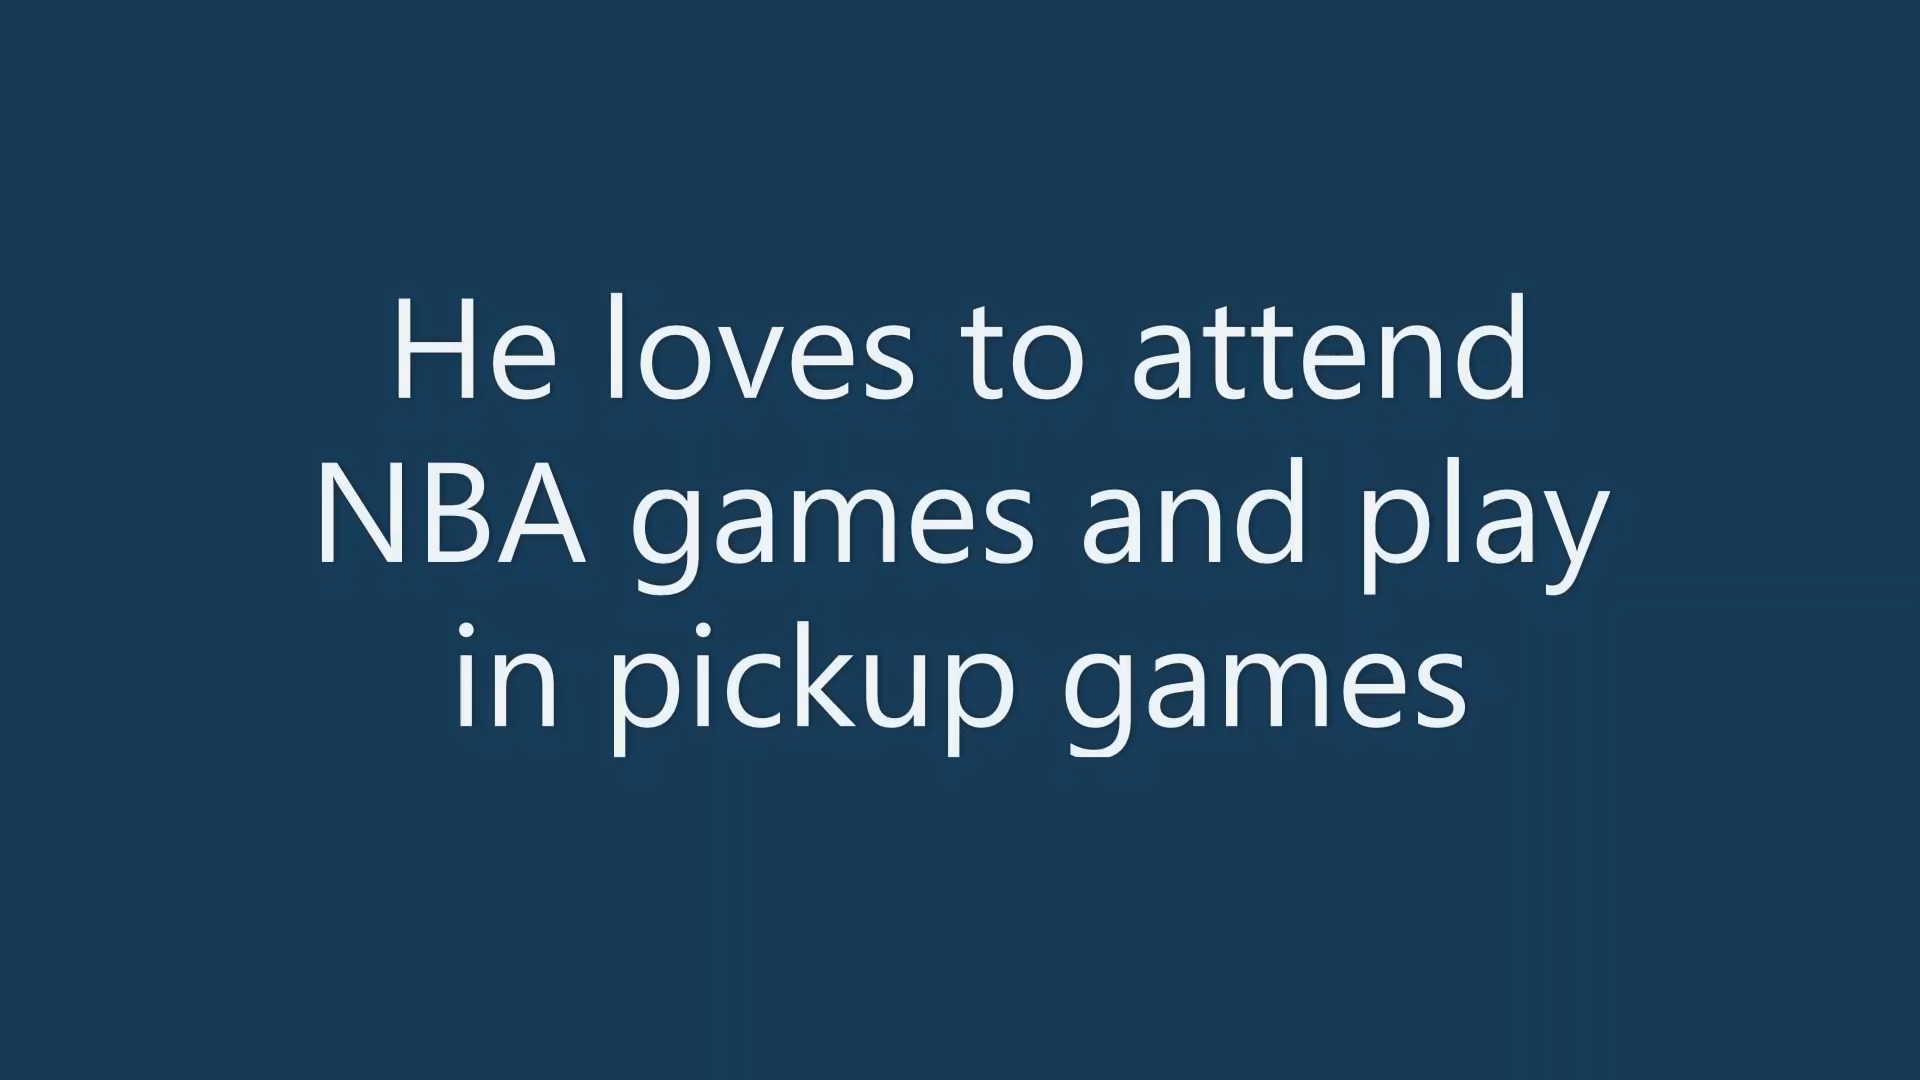 He loves to attend
NBA games and play
in pickup games